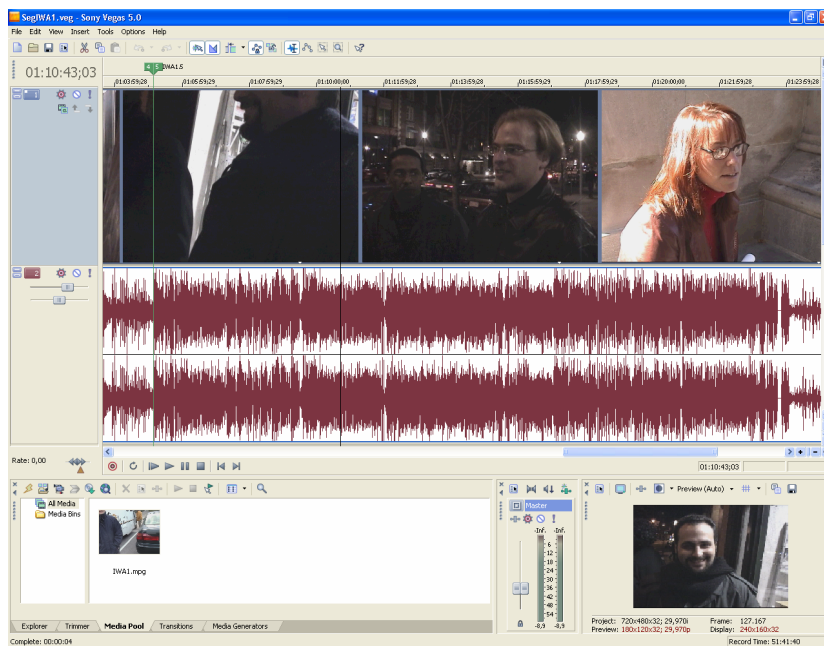 SegIWA1.veg - Sony Vegas 5.0
File Edit View Insert Tools Options Help
01:10:43;03
4 5 IWA1.5
01:03:59;28 01:05:59;29 01:07:59;29 01:10:00;00 01:11:59;28 01:13:59;28 01:15:59;29 01:17:59;29 01:20:00;00 01:21:59;28 01:23:59;28
1
2
Rate: 0,00
01:10:43;03
All Media
Media Bins
IWA1.mpg
Explorer Trimmer Media Pool Transitions Media Generators
Master
-Inf. -Inf.
6
12
18
24
30
36
42
48
54
-8,9 -8,9
Preview (Auto)
Project: 720x480x32; 29,970i Frame: 127.167
Preview: 180x120x32; 29,970p Display: 240x160x32
Complete: 00:00:04
Record Time: 51:41:40